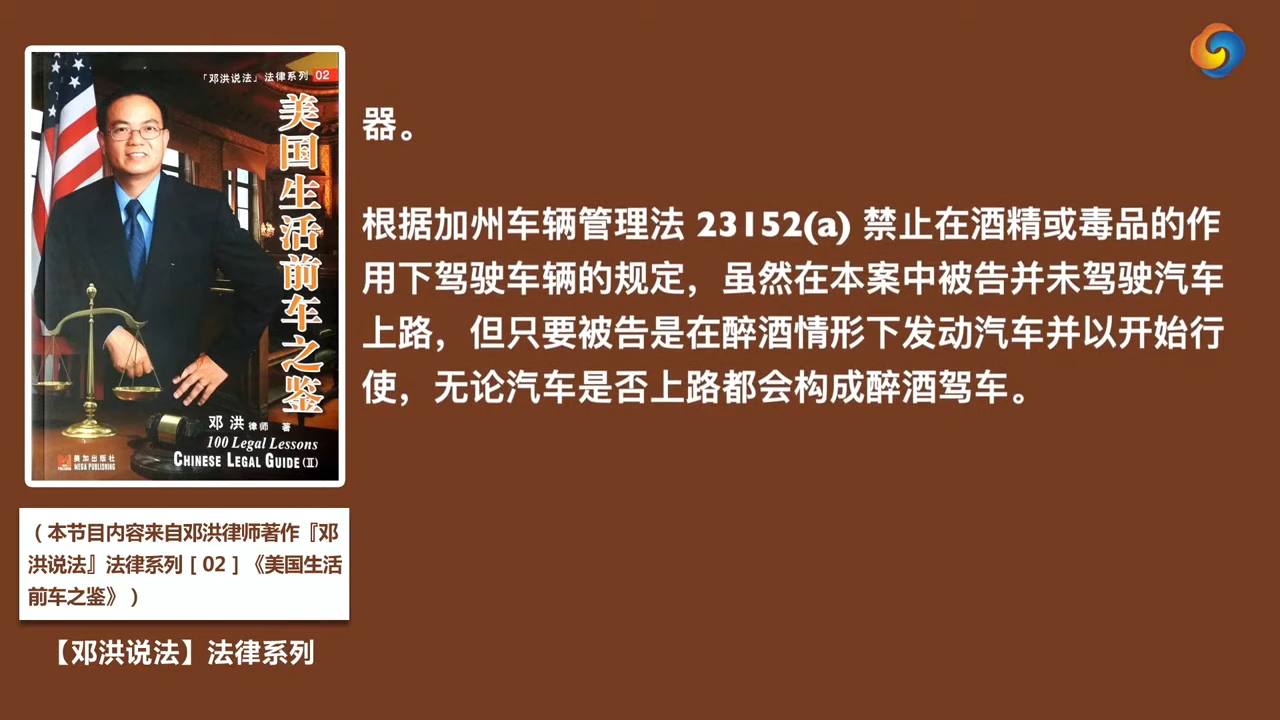 「邓洪说法」法律系列 02
美国生活前车之鉴
邓洪 律师 著
100 Legal Lessons
CHINESE LEGAL GUIDE (II)
美加出版社
MEGA PUBLISHING
器。
根据加州车辆管理法 23152(a) 禁止在酒精或毒品的作
用下驾驶车辆的规定，虽然在本案中被告并未驾驶汽车
上路，但只要被告是在醉酒情形下发动汽车并以开始行
使，无论汽车是否上路都会构成醉酒驾车。
（本节目内容来自邓洪律师著作『邓
洪说法』法律系列［02］《美国生活
前车之鉴》）
【邓洪说法】法律系列